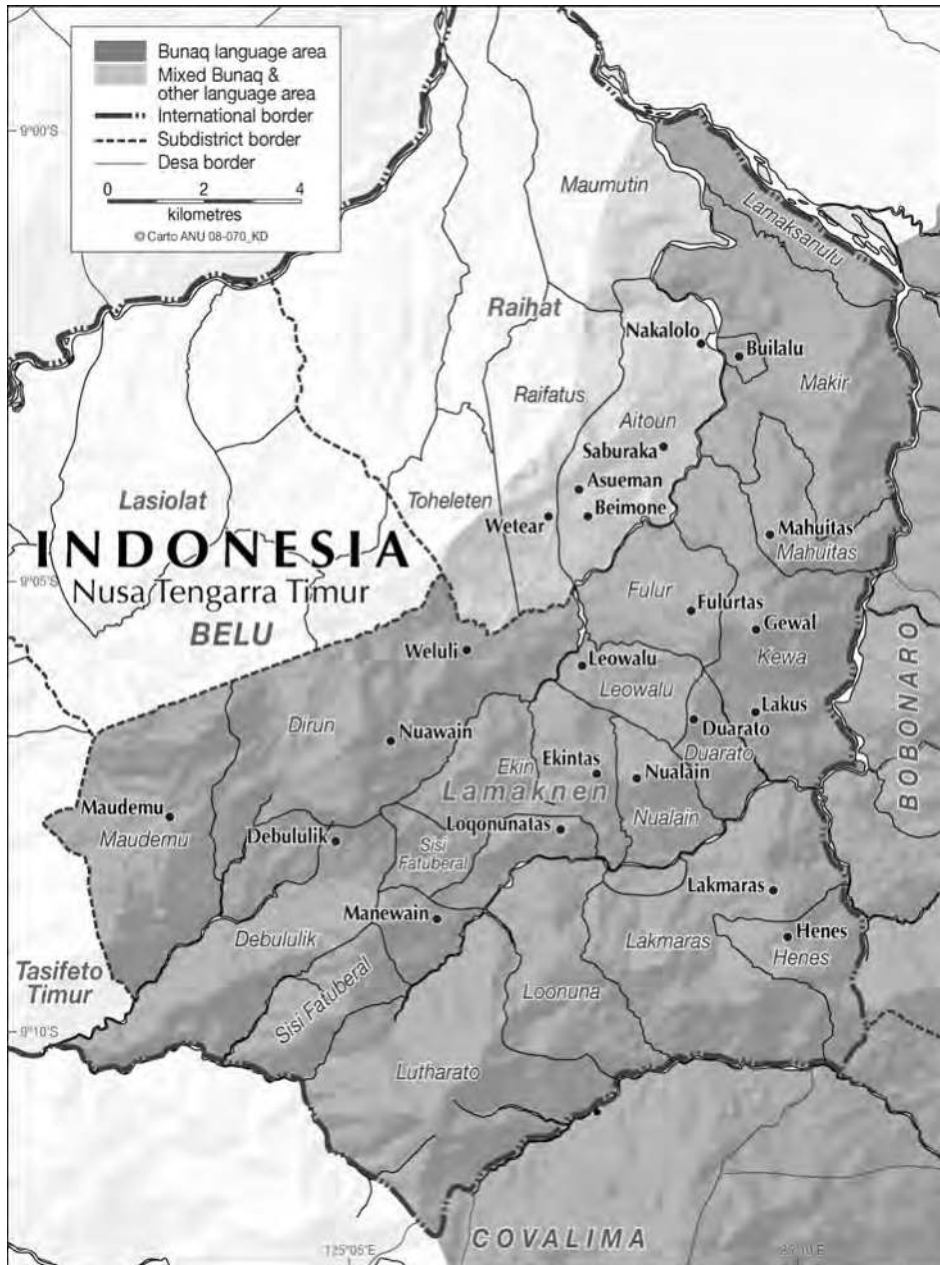 Bunaq language area
Mixed Bunaq &
other language area
International border
Subdistrict border
Desa border
0 2 4
kilometres
© Carto ANU 08-070_KD
9°00'S
Maumutin
Lamaksanulu
Raihat
Nakalolo
Builalu
Makir
Raifatus
Aitoun
Saburaka
Lasiolat
Toheleten
Asueman
Wetear
Beimone
Mahuitas
Mahuitas
INDONESIA
9°05'S
Nusa Tengarra Timur
BELU
Fulur
Fulurtas
Gewal
Kewa
BOBONARO
Weluli
Leowalu
Leowalu
Dirun
Nuawain
Lakus
Duarato
Duarato
Ekin
Ekintas
Nualain
Lamaknen
Nualain
Maudemu
Maudemu
Debululik
Sisi
Fatuberal
Loqonunatas
Lakmaras
Manewain
Debululik
Lakmaras
Henes
Henes
Tasifeto
Timur
Sisi Fatuberal
Loonuna
9°10'S
Lutharato
COVALIMA
125°05'E